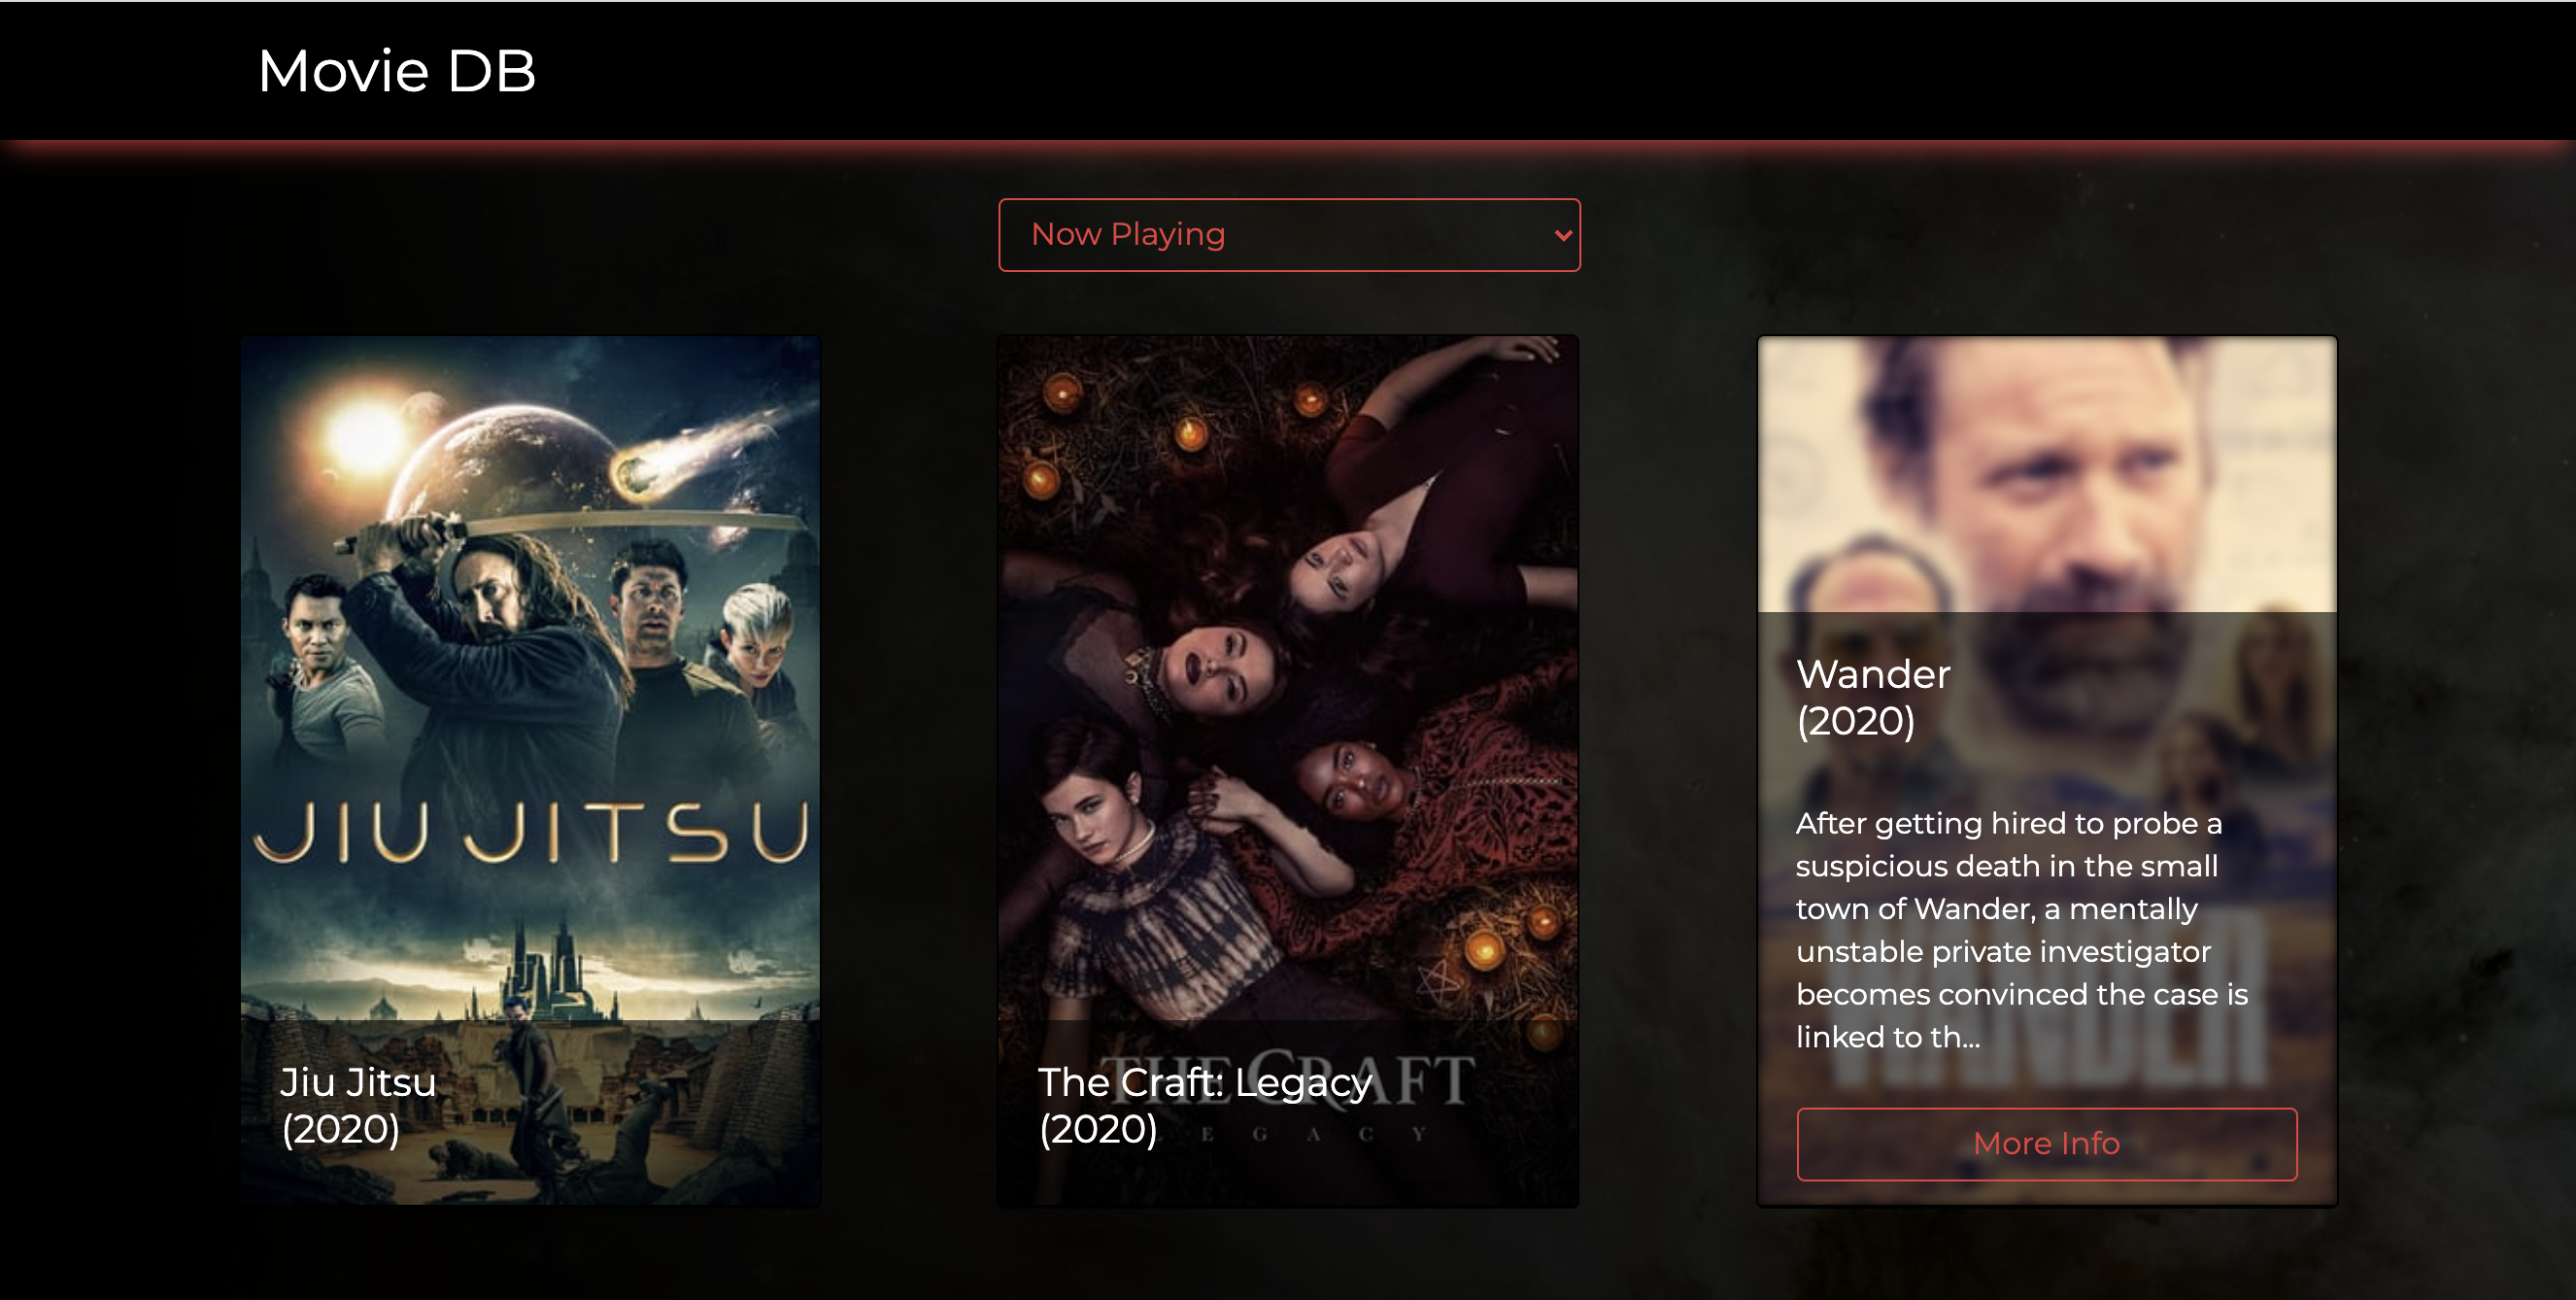 Movie DB
Now Playing
JIU JITSU
Jiu Jitsu
(2020)
THE CRAFT
LEGACY
The Craft: Legacy
(2020)
Wander
(2020)
After getting hired to probe a
suspicious death in the small
town of Wander, a mentally
unstable private investigator
becomes convinced the case is
linked to th...
WANDER
More Info